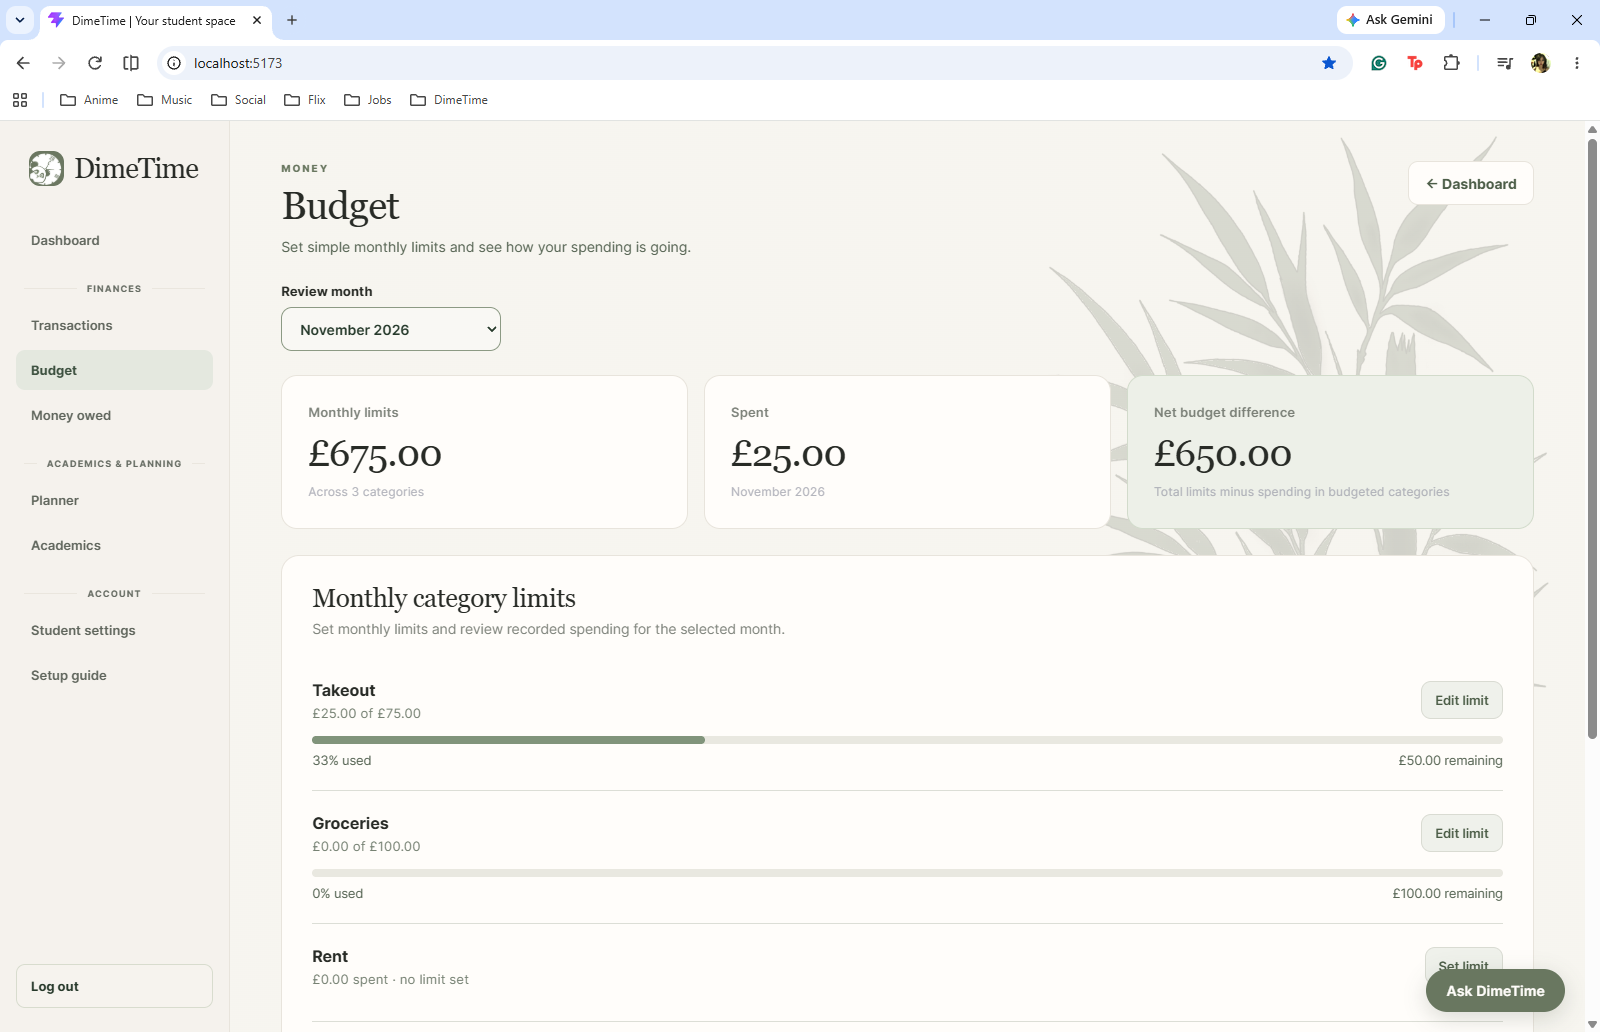 DimeTime | Your student space
Ask Gemini
localhost:5173
Anime
Music
Social
Flix
Jobs
DimeTime
DimeTime
Dashboard
FINANCES
Transactions
Budget
Money owed
ACADEMICS & PLANNING
Planner
Academics
ACCOUNT
Student settings
Setup guide
Log out
MONEY
Budget
Set simple monthly limits and see how your spending is going.
← Dashboard
Review month
November 2026
Monthly limits
£675.00
Across 3 categories
Spent
£25.00
November 2026
Net budget difference
£650.00
Total limits minus spending in budgeted categories
Monthly category limits
Set monthly limits and review recorded spending for the selected month.
Takeout
£25.00 of £75.00
Edit limit
33% used
£50.00 remaining
Groceries
£0.00 of £100.00
Edit limit
0% used
£100.00 remaining
Rent
£0.00 spent · no limit set
Set limit
Ask DimeTime